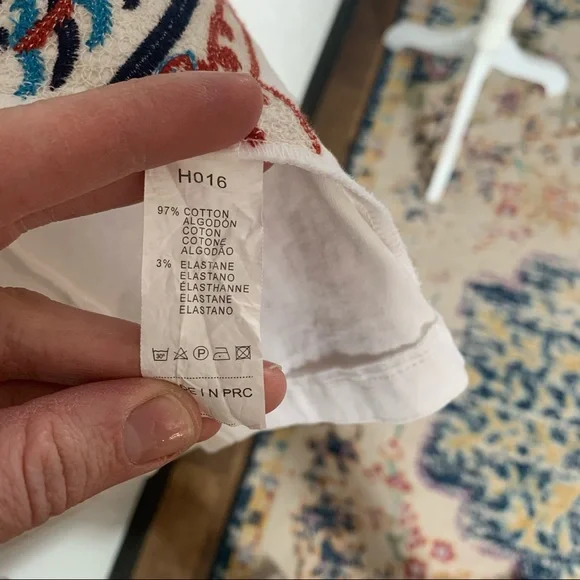 H016
97% COTTON
ALGODÓN
COTON
COTONE
ALGODÃO
3% ELASTANE
ELASTANO
ÉLASTHANNE
ELASTANE
ELASTANO
30°
P
IN PRC